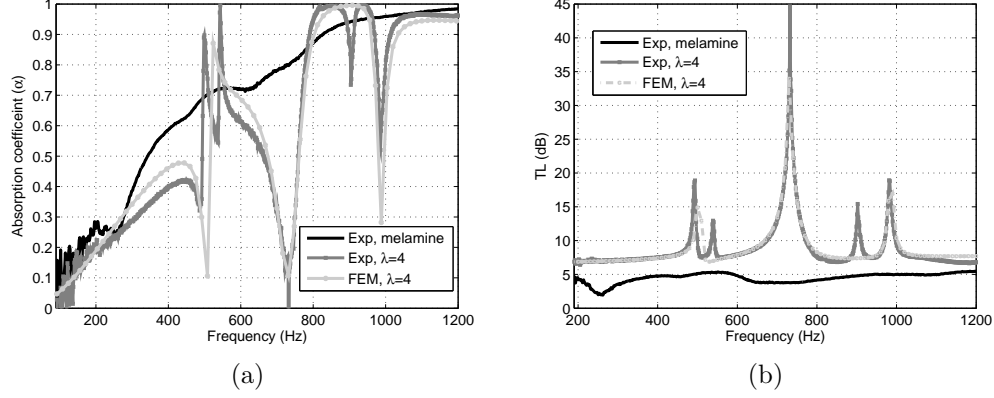 1
0.9
0.8
0.7
0.6
0.5
0.4
0.3
0.2
0.1
0
Absorption coefficeint (α)
200 400 600 800 1000 1200
Frequency (Hz)
Exp, melamine
Exp, λ=4
FEM, λ=4
(a)
45
40
35
30
25
20
15
10
5
0
TL (dB)
200 400 600 800 1000 1200
Frequency (Hz)
Exp, melamine
Exp, λ=4
FEM, λ=4
(b)